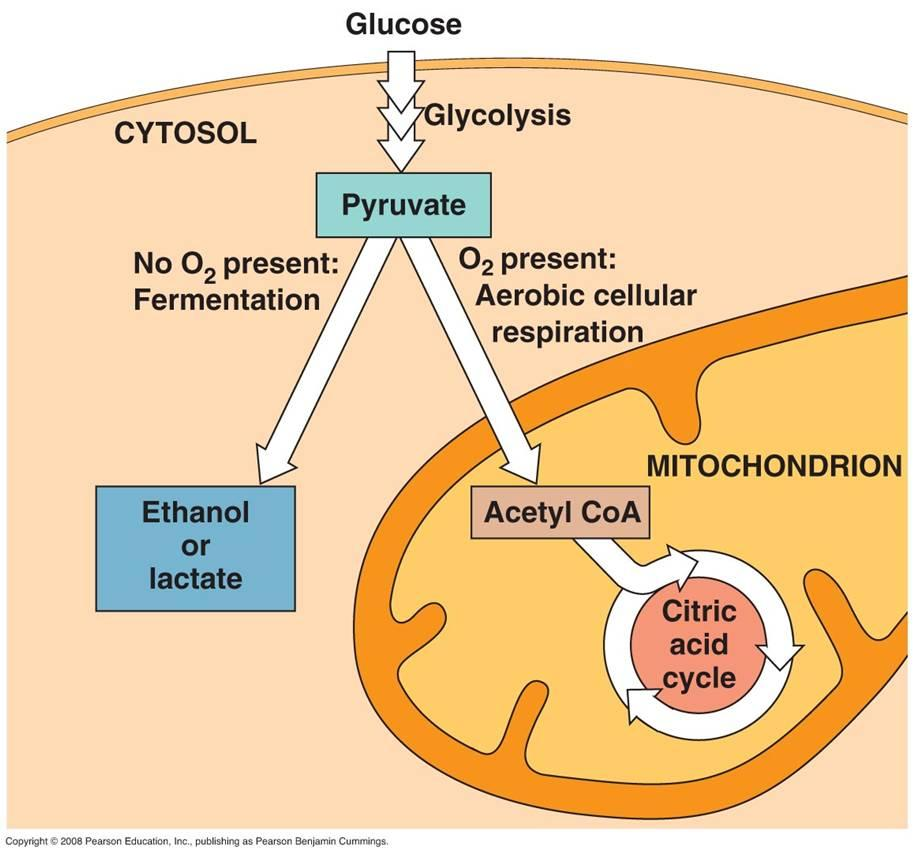 Glucose
Glycolysis
CYTOSOL
Pyruvate
No O₂ present:
Fermentation
O₂ present:
Aerobic cellular
respiration
MITOCHONDRION
Ethanol
or
lactate
Acetyl CoA
Citric
acid
cycle
Copyright © 2008 Pearson Education, Inc., publishing as Pearson Benjamin Cummings.